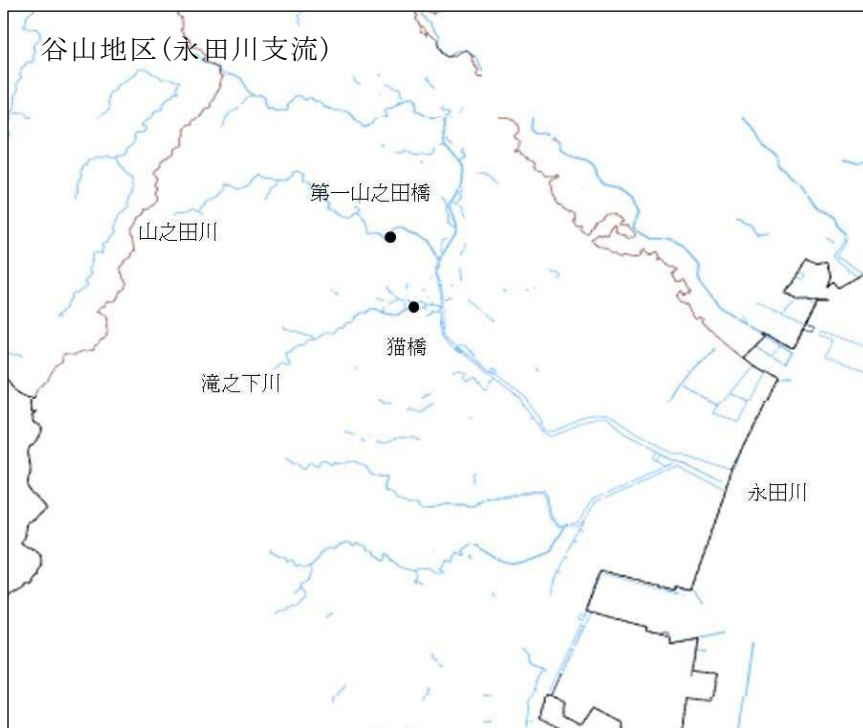 谷山地区(永田川支流)
第一山之田橋
山之田川
猫橋
滝之下川
永田川